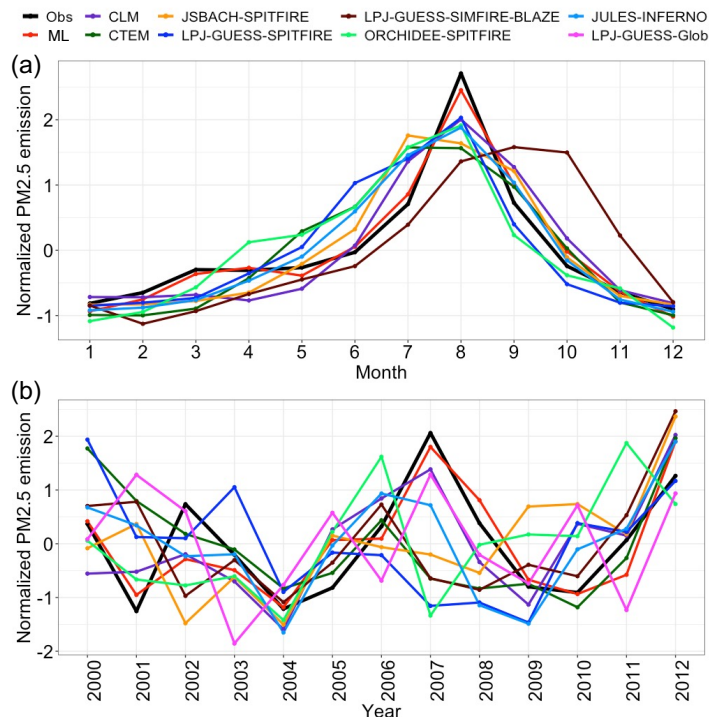 Obs CLM JSBACH-SPITFIRE LPJ-GUESS-SIMFIRE-BLAZE JULES-INFERNO
ML CTEM LPJ-GUESS-SPITFIRE ORCHIDEE-SPITFIRE LPJ-GUESS-Glob
(a)
Normalized PM2.5 emission
2
1
0
-1
1 2 3 4 5 6 7 8 9 10 11 12
Month
(b)
Normalized PM2.5 emission
2
1
0
-1
-2
2000 2001 2002 2003 2004 2005 2006 2007 2008 2009 2010 2011 2012
Year